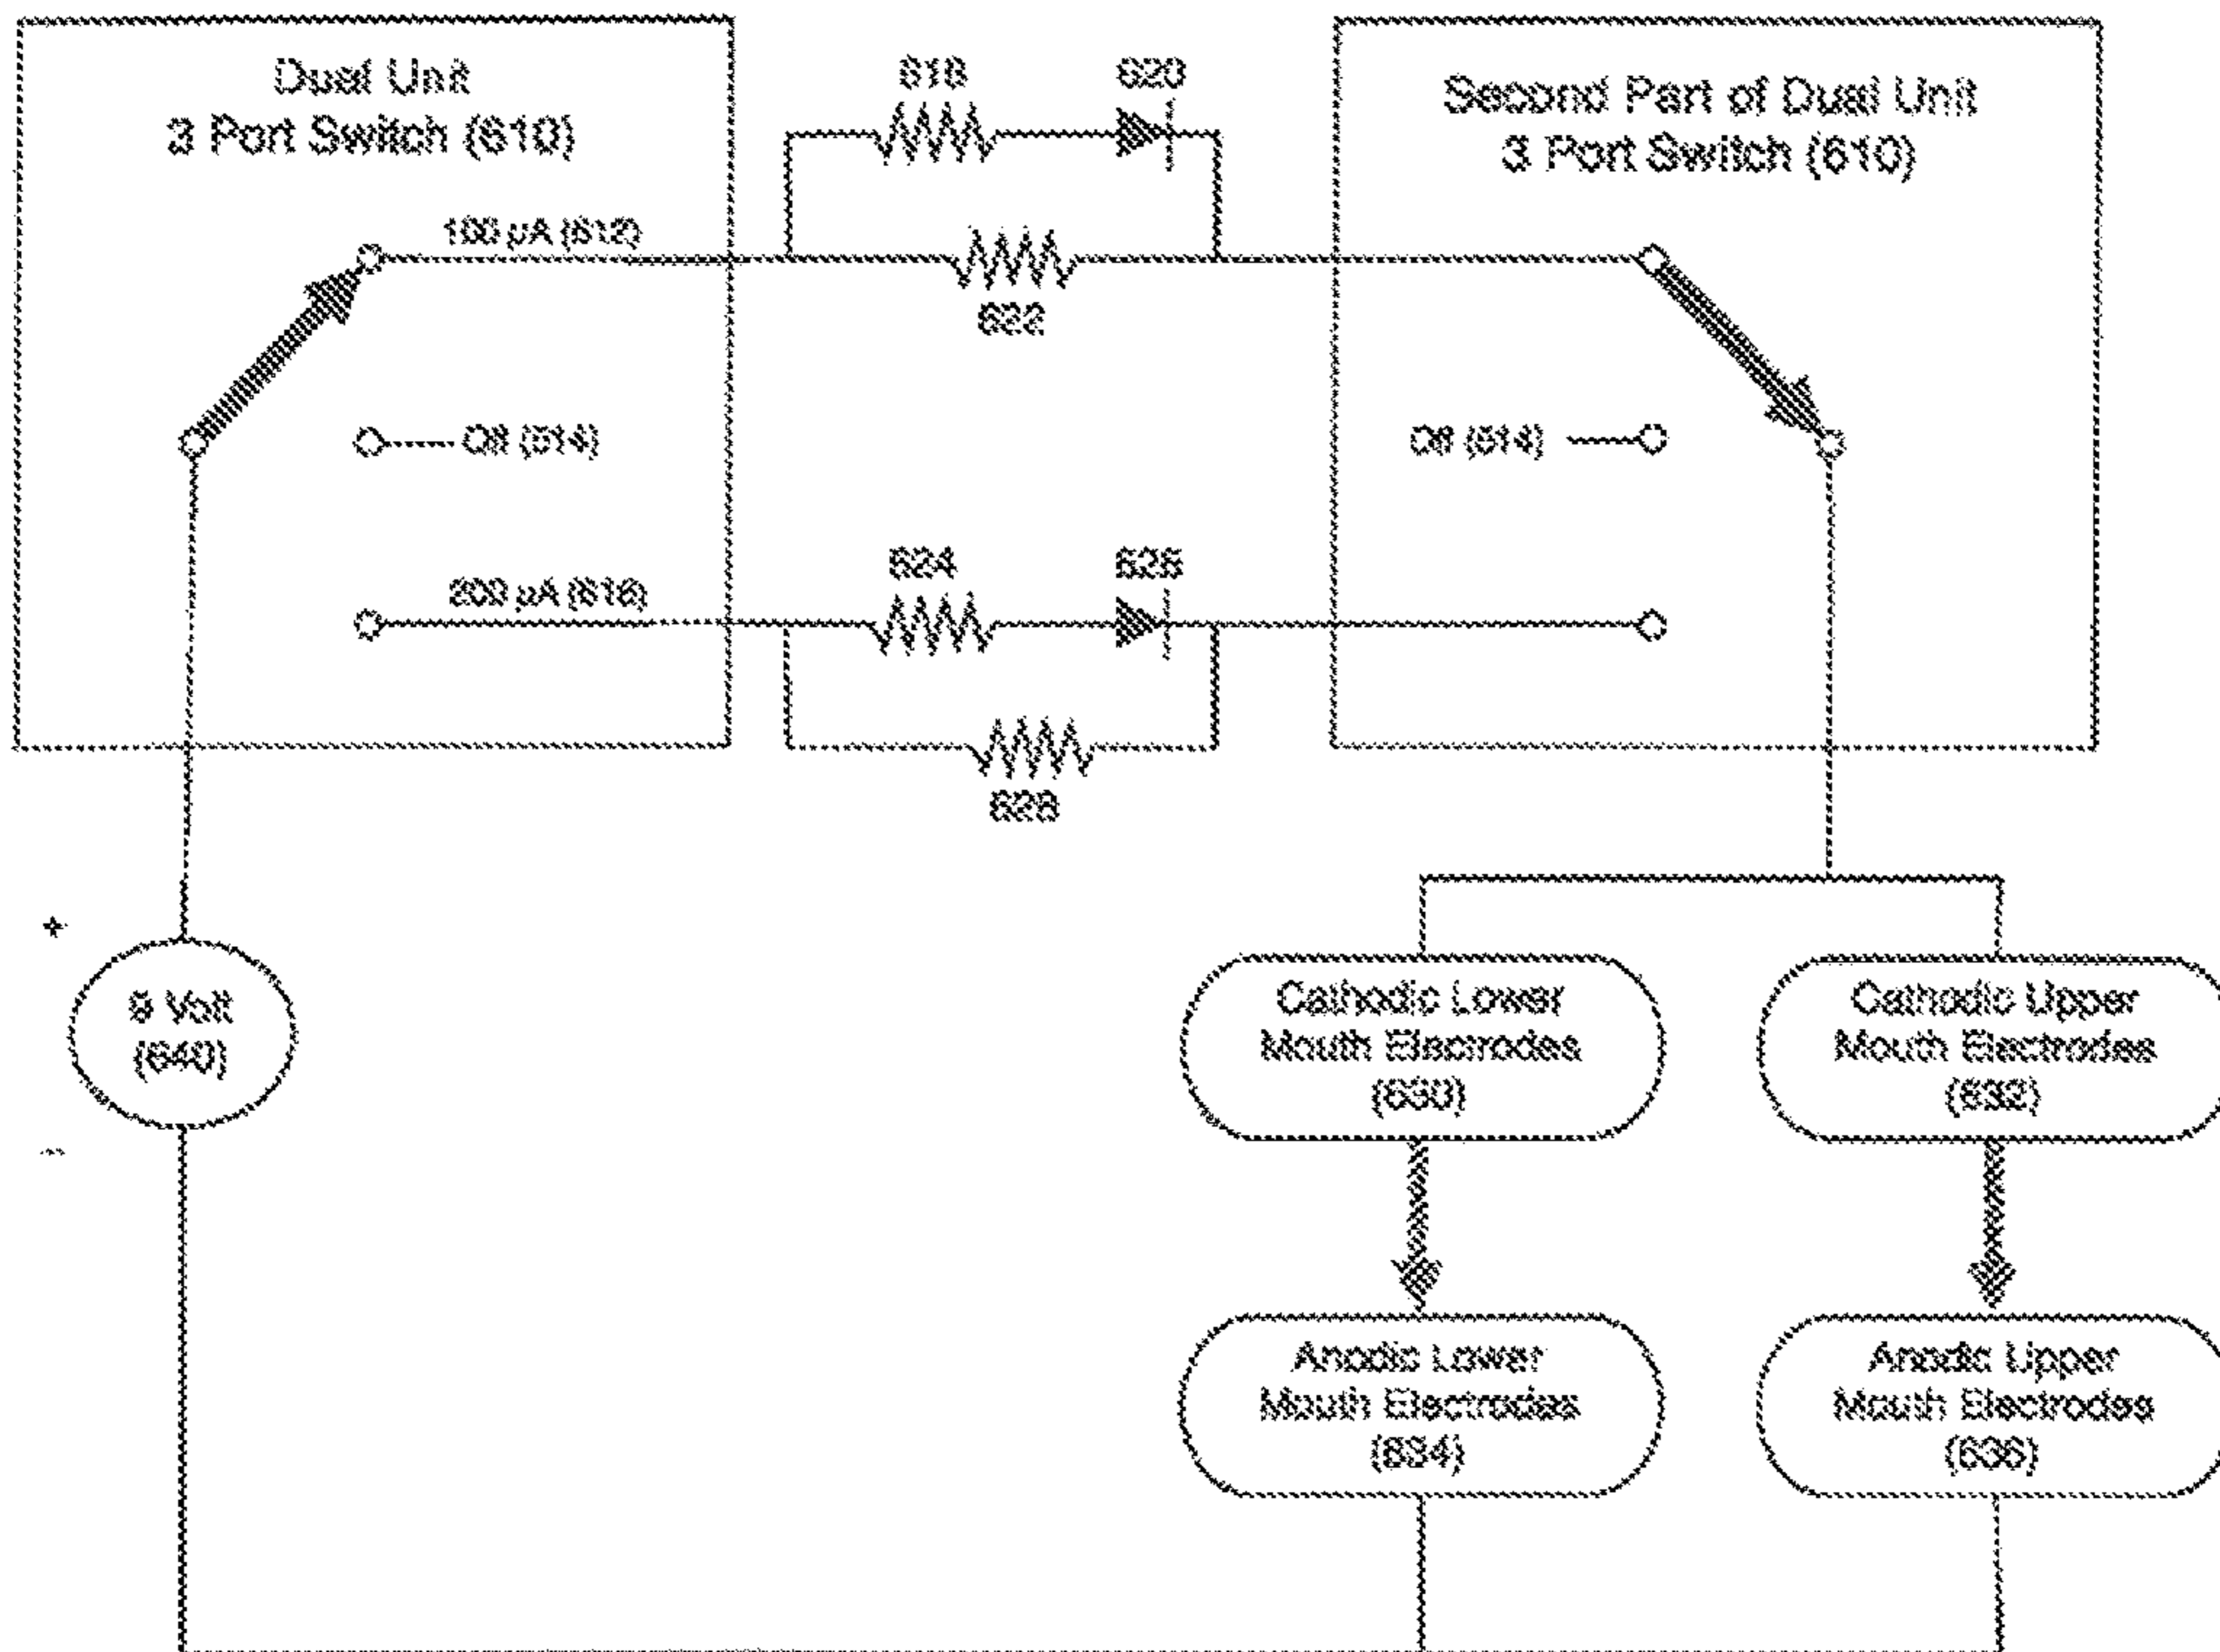 Dual Unit
3 Port Switch (610)
618
620
Second Part of Dual Unit
3 Port Switch (610)
100 µA (612)
622
Off (614)
Off (614)
624
626
200 µA (616)
628
+
9 Volt
(640)
-
Cathodic Lower
Mouth Electrodes
(630)
Cathodic Upper
Mouth Electrodes
(632)
Anodic Lower
Mouth Electrodes
(634)
Anodic Upper
Mouth Electrodes
(636)